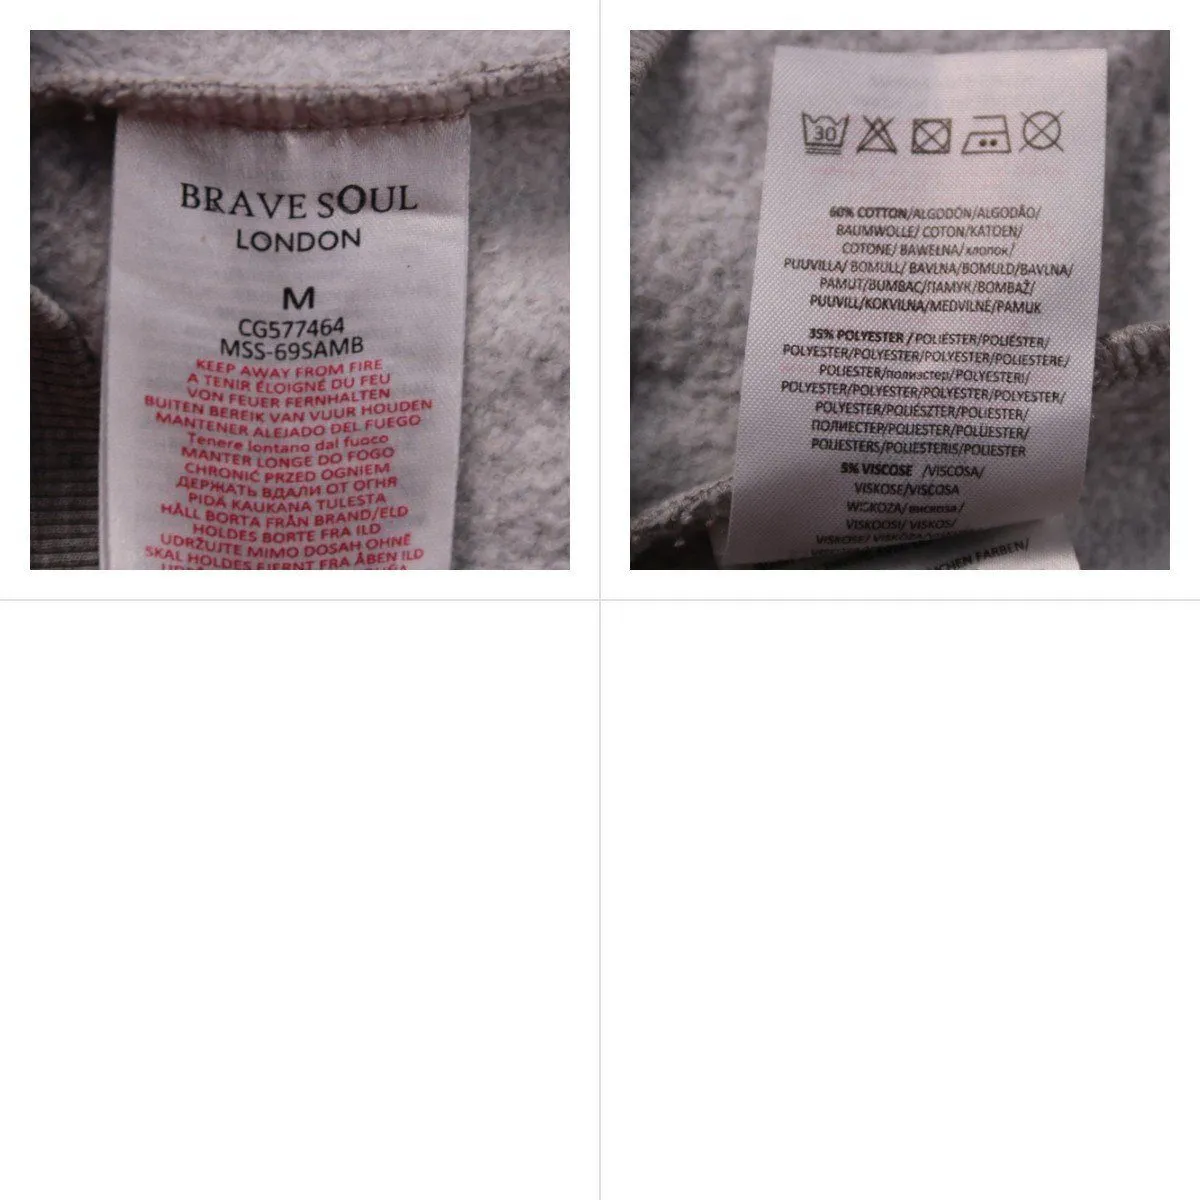 BRAVE SOUL
LONDON
M
CG577464
MSS-69SAMB
KEEP AWAY FROM FIRE
A TENIR ÉLOIGNÉ DU FEU
VON FEUER FERNHALTEN
BUITEN BEREIK VAN VUUR HOUDEN
MANTENER ALEJADO DEL FUEGO
Tenere lontano dal fuoco
MANTER LONGE DO FOGO
CHRONIĆ PRZED OGNIEM
ДЕРЖАТЬ ВДАЛИ ОТ ОГНЯ
PIDÄ KAUKANA TULESTA
HÅLL BORTA FRÅN BRAND/ELD
HOLDES BORTE FRA ILD
UDRŽUJTE MIMO DOSAH OHNĚ
SKAL HOLDES FJERNT FRA ÅBEN ILD
30
60% COTTON/ALGODÓN/ALGODÃO/
BAUMWOLLE/ COTON/KATOEN/
COTONE/ BAWEŁNA/хлопок/
PUUVILLA/ BOMULL/ BAVLNA/BOMULD/BAVLNA/
PAMUT/BUMBAC/ПАМУК/BOMBAŽ/
PUUVILL/KOKVILNA/MEDVILNĖ/PAMUK
35% POLYESTER / POLIÉSTER/POLIÉSTER/
POLYESTER/POLYESTER/POLYESTER/POLIESTERE/
POLIESTER/полиэстер/POLYESTERI/
POLYESTER/POLYESTER/POLYESTER/POLYESTER/
POLYESTER/POLIÉSZTER/POLIESTER/
ПОЛИЕСТЕР/POLIESTER/POLÜESTER/
POLIESTERS/POLIESTERIS/POLIESTER
5% VISCOSE /VISCOSA/
VISKOSE/VISCOSA
WISKOZA/ вискоза/
VISKOOSI/ VISKOS/
FARBEN/